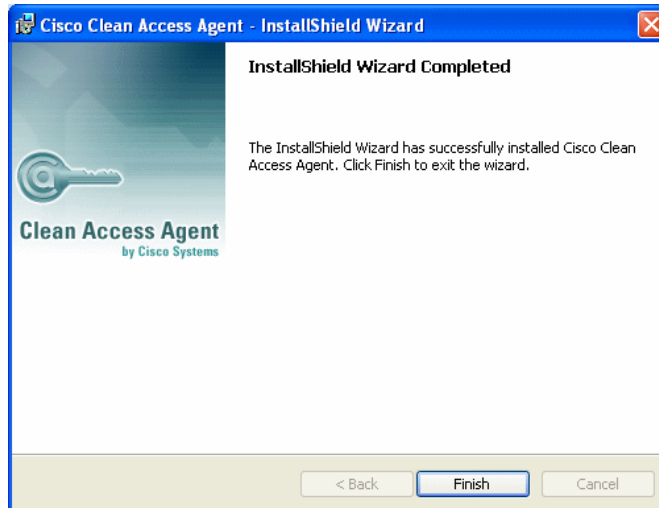 Cisco Clean Access Agent - InstallShield Wizard
InstallShield Wizard Completed
The InstallShield Wizard has successfully installed Cisco Clean
Access Agent. Click Finish to exit the wizard.
Clean Access Agent
by Cisco Systems
< Back
Finish
Cancel